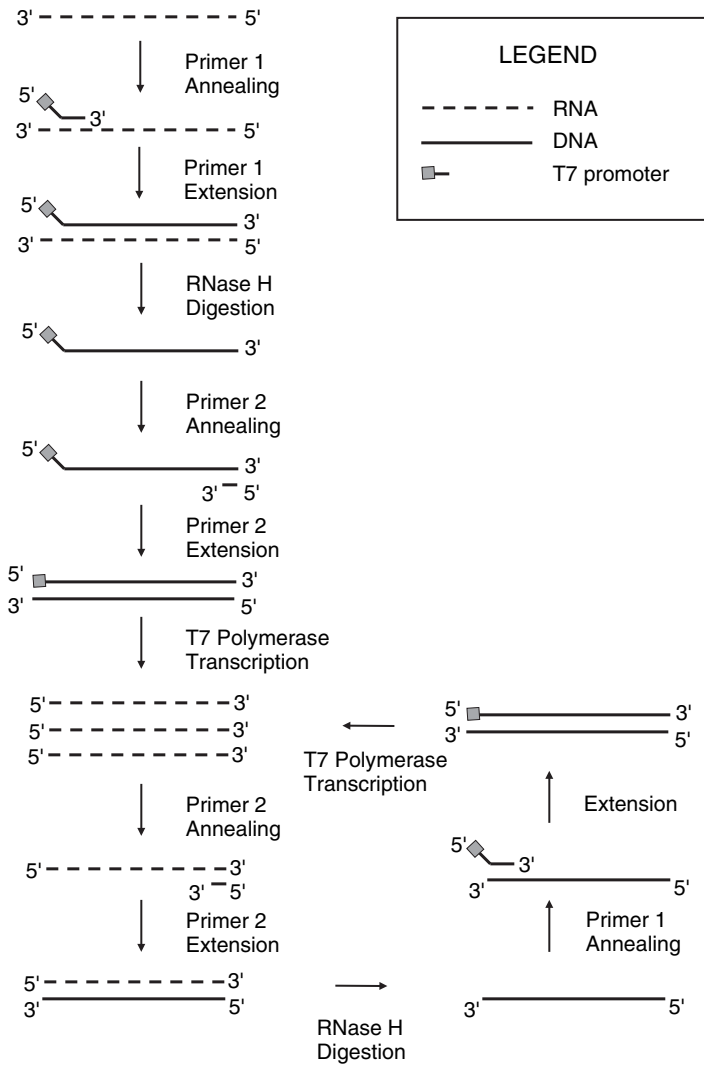 3' 5'
Primer 1
Annealing
5'
3'
3' 5'
Primer 1
Extension
5' 3'
3' 5'
RNase H
Digestion
5' 3'
Primer 2
Annealing
5' 3'
3' 5'
Primer 2
Extension
5' 3'
3' 5'
T7 Polymerase
Transcription
5' 3'
5' 3'
5' 3'
Primer 2
Annealing
5' 3'
3' 5'
Primer 2
Extension
5' 3'
3' 5'
RNase H
Digestion
3' 5'
Primer 1
Annealing
5' 3'
3' 5'
Extension
5' 3'
3' 5'
T7 Polymerase
Transcription
LEGEND
RNA
DNA
T7 promoter